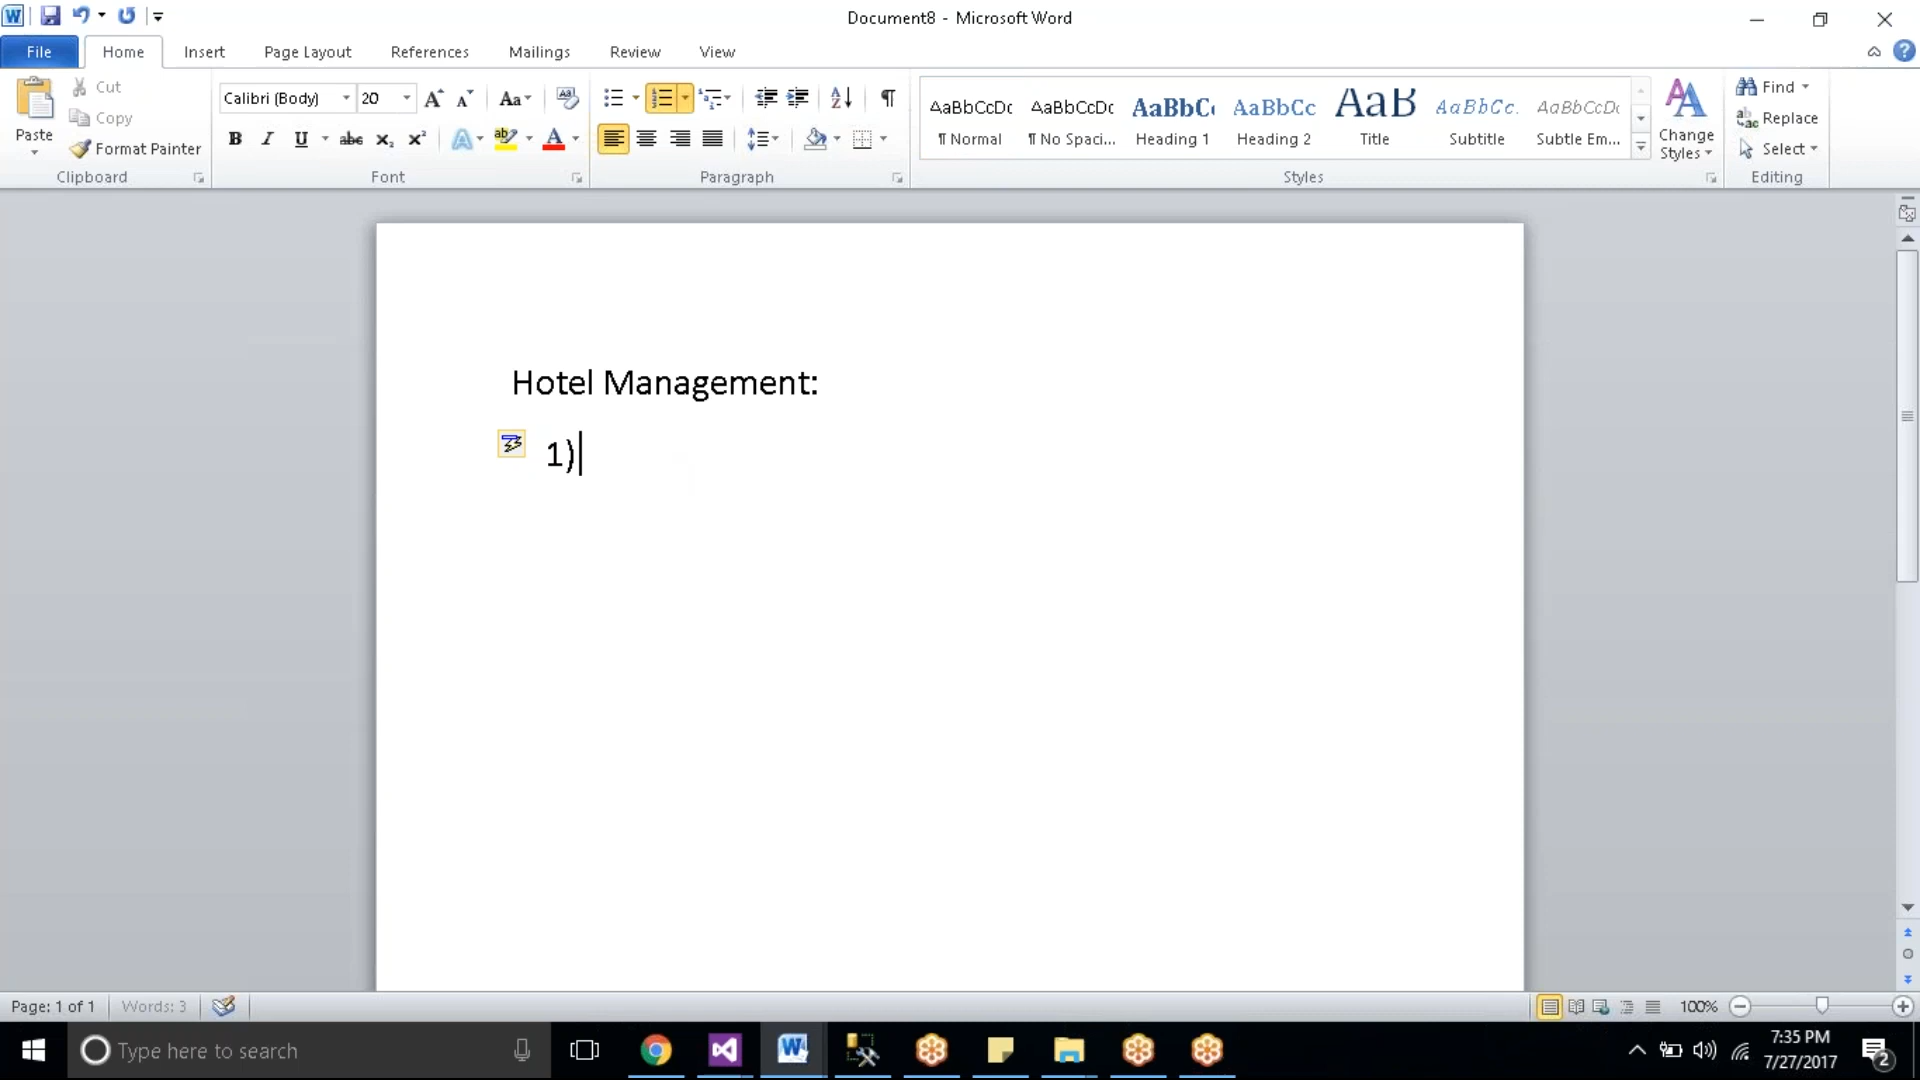 Document8 - Microsoft Word
File Home Insert Page Layout References Mailings Review View
Paste
Cut
Copy
Format Painter
Clipboard
Calibri (Body) 20
Font
Paragraph
AaBbCcDc AaBbCcDc AaBbC AaBbCc AaB AaBbCc. AaBbCcDc
¶ Normal ¶ No Spaci... Heading 1 Heading 2 Title Subtitle Subtle Em...
Change
Styles
Styles
Find
Replace
Select
Editing
Hotel Management:
1)
Page: 1 of 1 Words: 3
100%
Type here to search
7:35 PM
7/27/2017
2